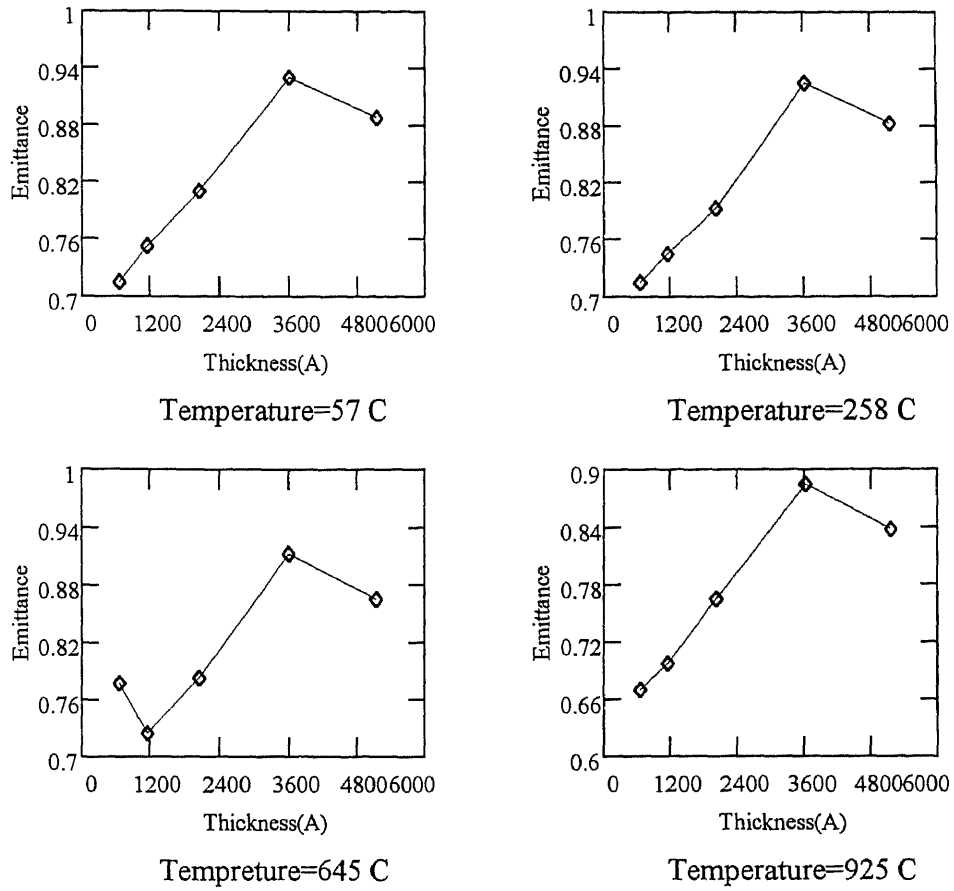 1
0.94
0.88
0.82
0.76
0.7
Emittance
0 1200 2400 3600 48006000
Thickness(A)
Temperature=57 C
1
0.94
0.88
0.82
0.76
0.7
Emittance
0 1200 2400 3600 48006000
Thickness(A)
Temperature=258 C
1
0.94
0.88
0.82
0.76
0.7
Emittance
0 1200 2400 3600 48006000
Thickness(A)
Tempreture=645 C
0.9
0.84
0.78
0.72
0.66
0.6
Emittance
0 1200 2400 3600 48006000
Thickness(A)
Temperature=925 C